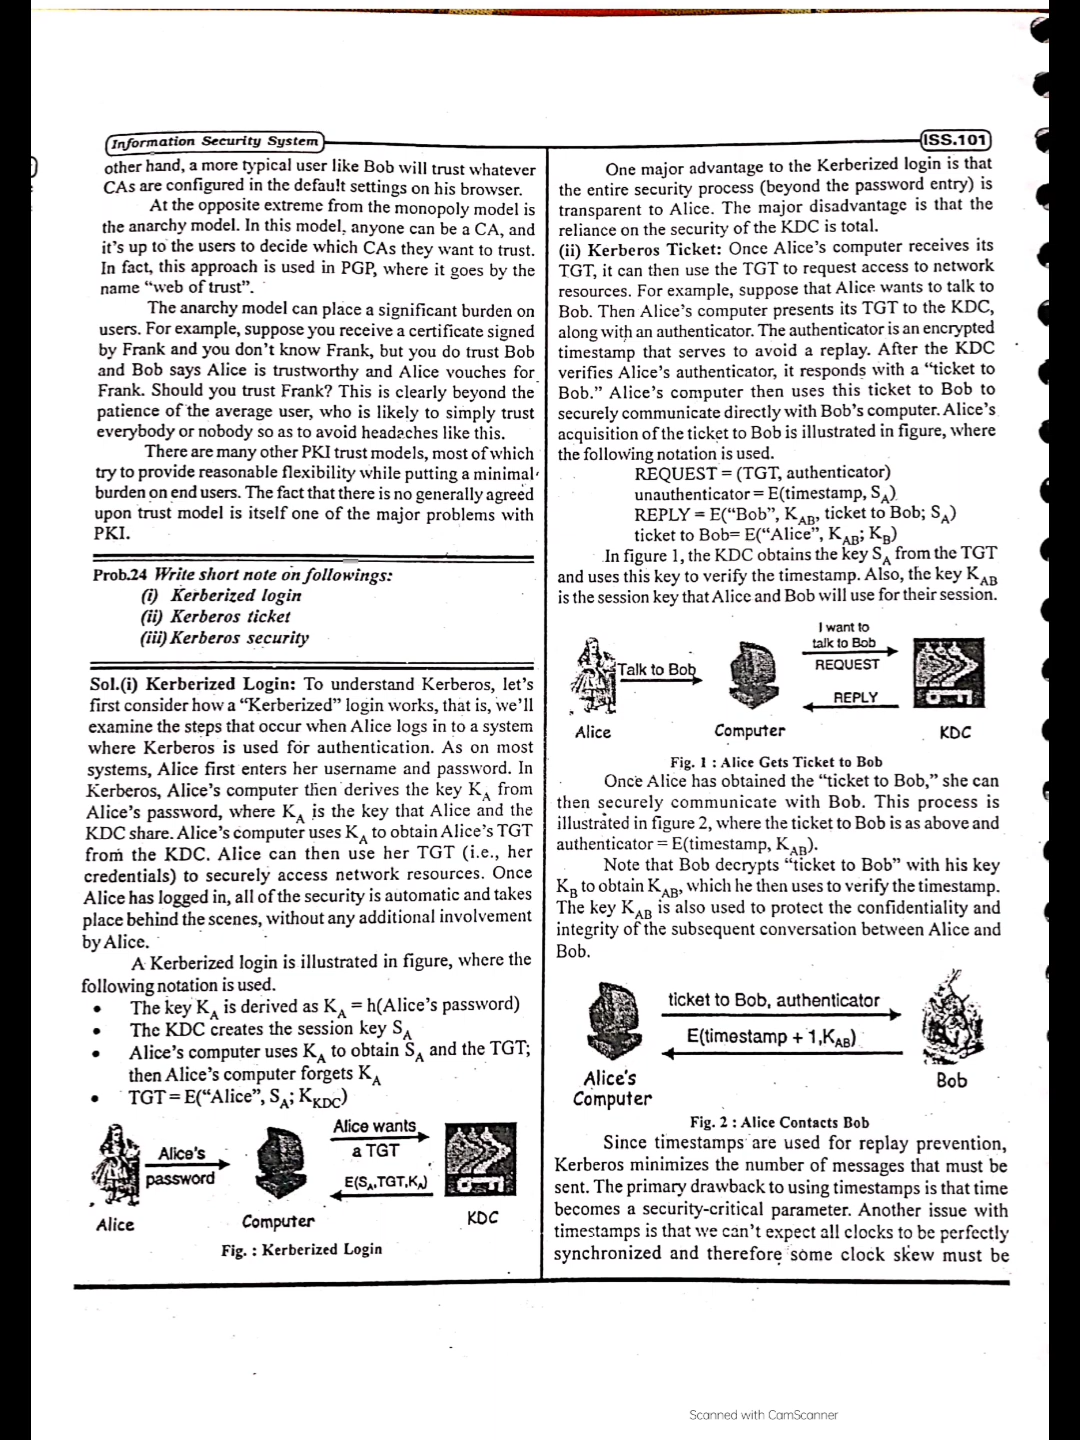 Information Security System
ISS.101
other hand, a more typical user like Bob will trust whatever
CAs are configured in the default settings on his browser.
At the opposite extreme from the monopoly model is
the anarchy model. In this model, anyone can be a CA, and
it's up to the users to decide which CAs they want to trust.
In fact, this approach is used in PGP, where it goes by the
name “web of trust”.
The anarchy model can place a significant burden on
users. For example, suppose you receive a certificate signed
by Frank and you don't know Frank, but you do trust Bob
and Bob says Alice is trustworthy and Alice vouches for
Frank. Should you trust Frank? This is clearly beyond the
patience of the average user, who is likely to simply trust
everybody or nobody so as to avoid headaches like this.
There are many other PKI trust models, most of which
try to provide reasonable flexibility while putting a minimal
burden on end users. The fact that there is no generally agreed
upon trust model is itself one of the major problems with
PKI.
Prob.24 Write short note on followings:
(i) Kerberized login
(ii) Kerberos ticket
(iii) Kerberos security
Sol.(i) Kerberized Login: To understand Kerberos, let's
first consider how a “Kerberized” login works, that is, we'll
examine the steps that occur when Alice logs in to a system
where Kerberos is used for authentication. As on most
systems, Alice first enters her username and password. In
Kerberos, Alice's computer then derives the key K_A from
Alice's password, where K_A is the key that Alice and the
KDC share. Alice's computer uses K_A to obtain Alice's TGT
from the KDC. Alice can then use her TGT (i.e., her
credentials) to securely access network resources. Once
Alice has logged in, all of the security is automatic and takes
place behind the scenes, without any additional involvement
by Alice.
A Kerberized login is illustrated in figure, where the
following notation is used.
• The key K_A is derived as K_A = h(Alice's password)
• The KDC creates the session key S_A
• Alice's computer uses K_A to obtain S_A and the TGT;
then Alice's computer forgets K_A
• TGT = E(“Alice”, S_A; K_KDC)
Alice's
password
Alice wants
a TGT
E(S_A,TGT,K_A)
Alice
Computer
KDC
Fig. : Kerberized Login
One major advantage to the Kerberized login is that
the entire security process (beyond the password entry) is
transparent to Alice. The major disadvantage is that the
reliance on the security of the KDC is total.
(ii) Kerberos Ticket: Once Alice's computer receives its
TGT, it can then use the TGT to request access to network
resources. For example, suppose that Alice wants to talk to
Bob. Then Alice's computer presents its TGT to the KDC,
along with an authenticator. The authenticator is an encrypted
timestamp that serves to avoid a replay. After the KDC
verifies Alice's authenticator, it responds with a “ticket to
Bob.” Alice's computer then uses this ticket to Bob to
securely communicate directly with Bob's computer. Alice's
acquisition of the ticket to Bob is illustrated in figure, where
the following notation is used.
REQUEST = (TGT, authenticator)
unauthenticator = E(timestamp, S_A)
REPLY = E(“Bob”, K_AB, ticket to Bob; S_A)
ticket to Bob= E(“Alice”, K_AB; K_B)
In figure 1, the KDC obtains the key S_A from the TGT
and uses this key to verify the timestamp. Also, the key K_AB
is the session key that Alice and Bob will use for their session.
Talk to Bob
I want to
talk to Bob
REQUEST
REPLY
Alice
Computer
KDC
Fig. 1 : Alice Gets Ticket to Bob
Once Alice has obtained the “ticket to Bob,” she can
then securely communicate with Bob. This process is
illustrated in figure 2, where the ticket to Bob is as above and
authenticator = E(timestamp, K_AB).
Note that Bob decrypts “ticket to Bob” with his key
K_B to obtain K_AB, which he then uses to verify the timestamp.
The key K_AB is also used to protect the confidentiality and
integrity of the subsequent conversation between Alice and
Bob.
ticket to Bob, authenticator
E(timestamp + 1,K_AB)
Alice's
Computer
Bob
Fig. 2 : Alice Contacts Bob
Since timestamps are used for replay prevention,
Kerberos minimizes the number of messages that must be
sent. The primary drawback to using timestamps is that time
becomes a security-critical parameter. Another issue with
timestamps is that we can't expect all clocks to be perfectly
synchronized and therefore some clock skew must be
Scanned with CamScanner